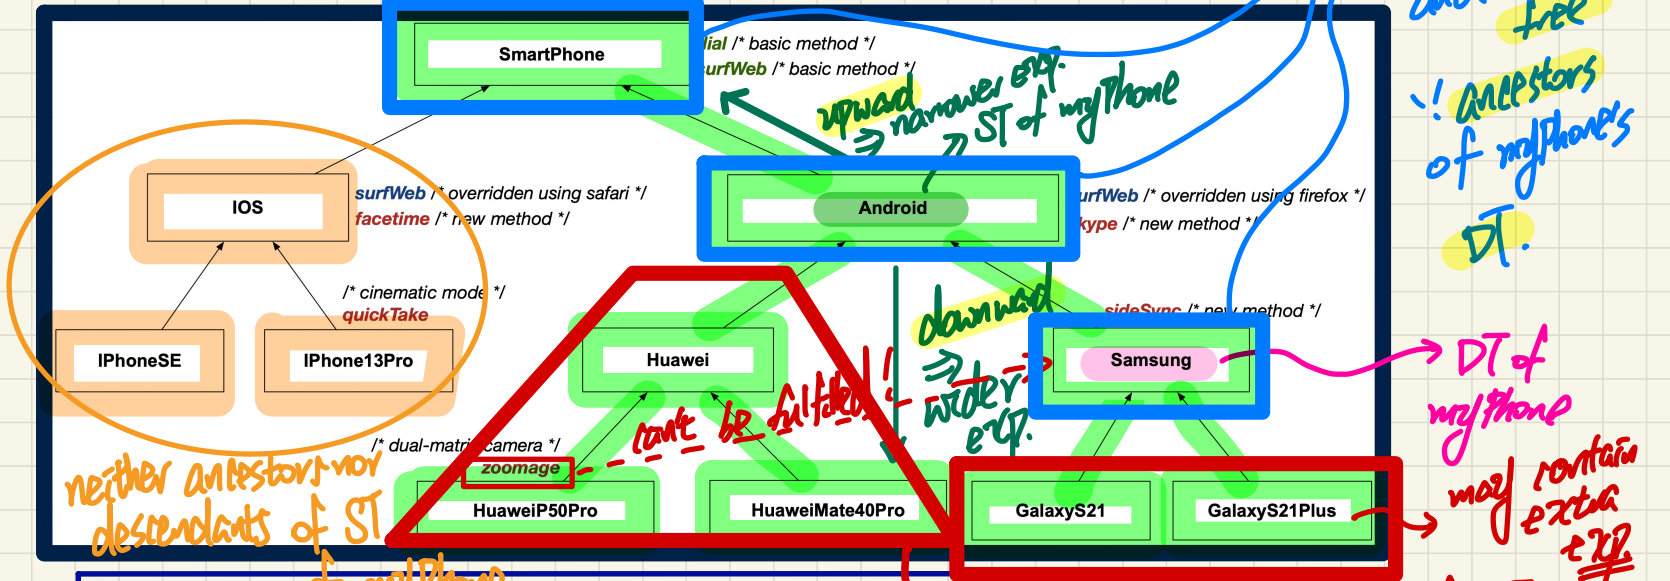 and
free
SmartPhone
dial /* basic method */
surfWeb /* basic method */
upward
⇒ narrower exp.
ST of myPhone
!! ancestors
of myPhone's
DT.
IOS
surfWeb /* overridden using safari */
facetime /* new method */
Android
surfWeb /* overridden using firefox */
skype /* new method
/* cinematic mode */
quickTake
downward
⇒ wider
exp.
sideSync /* new method */
IPhoneSE
IPhone13Pro
Huawei
Samsung
DT of
myPhone
can't be fulfilled!!
/* dual-matrix camera */
zoomage
HuaweiP50Pro
HuaweiMate40Pro
GalaxyS21
GalaxyS21Plus
may contain
extra
exp.
neither ancestors nor
descendants of ST
of myPhone